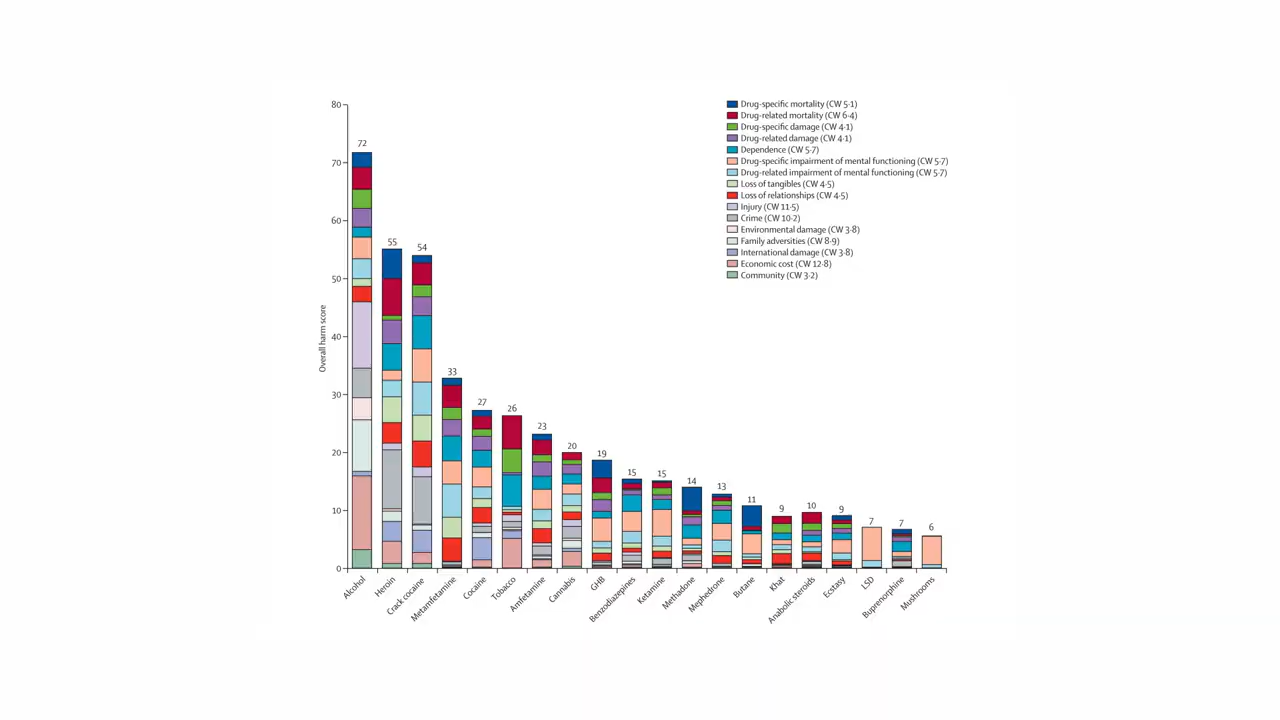 80
70
60
50
40
30
20
10
0
Overall harm score
72
55
54
33
27
26
23
20
19
15
15
14
13
11
9
10
9
7
7
6
Drug-specific mortality (CW 5·1)
Drug-related mortality (CW 6·4)
Drug-specific damage (CW 4·1)
Drug-related damage (CW 4·1)
Dependence (CW 5·7)
Drug-specific impairment of mental functioning (CW 5·7)
Drug-related impairment of mental functioning (CW 5·7)
Loss of tangibles (CW 4·5)
Loss of relationships (CW 4·5)
Injury (CW 11·5)
Crime (CW 10·2)
Environmental damage (CW 3·8)
Family adversities (CW 8·9)
International damage (CW 3·8)
Economic cost (CW 12·8)
Community (CW 3·2)
Alcohol
Heroin
Crack cocaine
Metamfetamine
Cocaine
Tobacco
Amfetamine
Cannabis
GHB
Benzodiazepines
Ketamine
Methadone
Mephedrone
Butane
Khat
Anabolic steroids
Ecstasy
LSD
Buprenorphine
Mushrooms